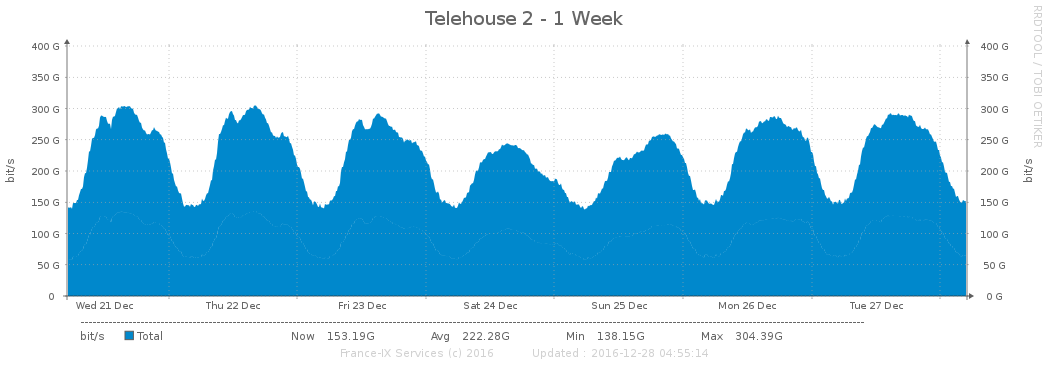 Telehouse 2 - 1 Week
RRDTOOL / TOBI OETIKER
400 G 400 G
350 G 350 G
300 G 300 G
250 G 250 G
200 G 200 G
150 G 150 G
100 G 100 G
50 G 50 G
0 0 G
bit/s bit/s
Wed 21 Dec Thu 22 Dec Fri 23 Dec Sat 24 Dec Sun 25 Dec Mon 26 Dec Tue 27 Dec
bit/s Total Now 153.19G Avg 222.28G Min 138.15G Max 304.39G
France-IX Services (c) 2016 Updated : 2016-12-28 04:55:14